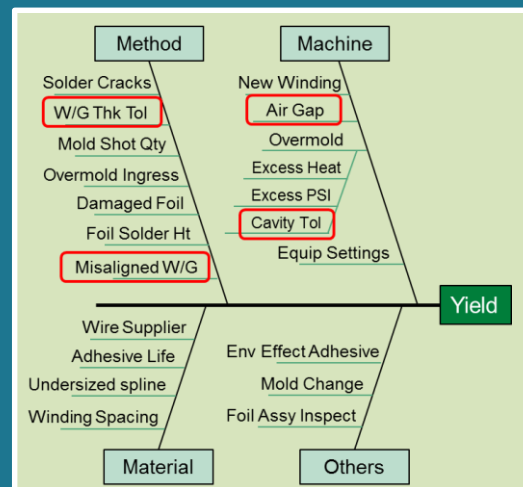 Method
Solder Cracks
W/G Thk Tol
Mold Shot Qty
Overmold Ingress
Damaged Foil
Foil Solder Ht
Misaligned W/G
Machine
New Winding
Air Gap
Overmold
Excess Heat
Excess PSI
Cavity Tol
Equip Settings
Yield
Wire Supplier
Adhesive Life
Undersized spline
Winding Spacing
Material
Env Effect Adhesive
Mold Change
Foil Assy Inspect
Others